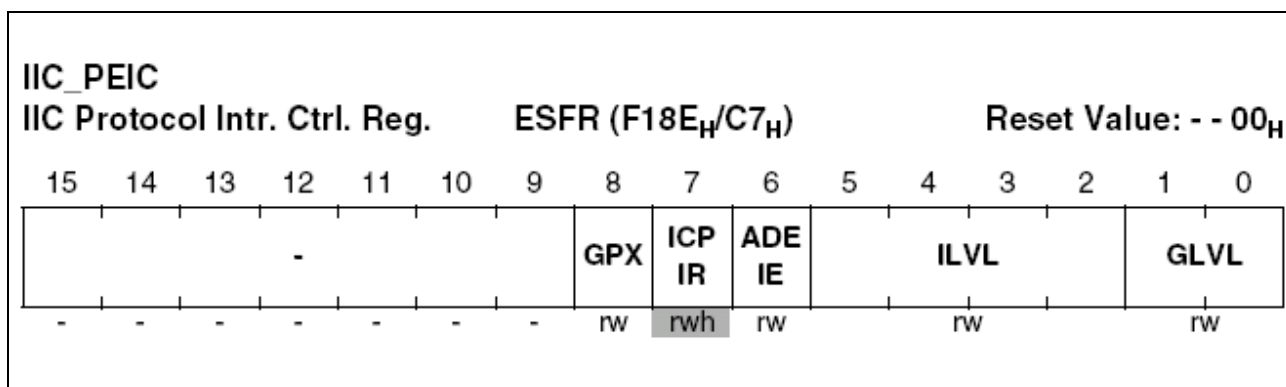 IIC_PEIC
IIC Protocol Intr. Ctrl. Reg. ESFR (F18EH/C7H) Reset Value: - - 00H
15 14 13 12 11 10 9 8 7 6 5 4 3 2 1 0
- GPX ICP IR ADE IE ILVL GLVL
- - - - - - - rw rwh rw rw rw